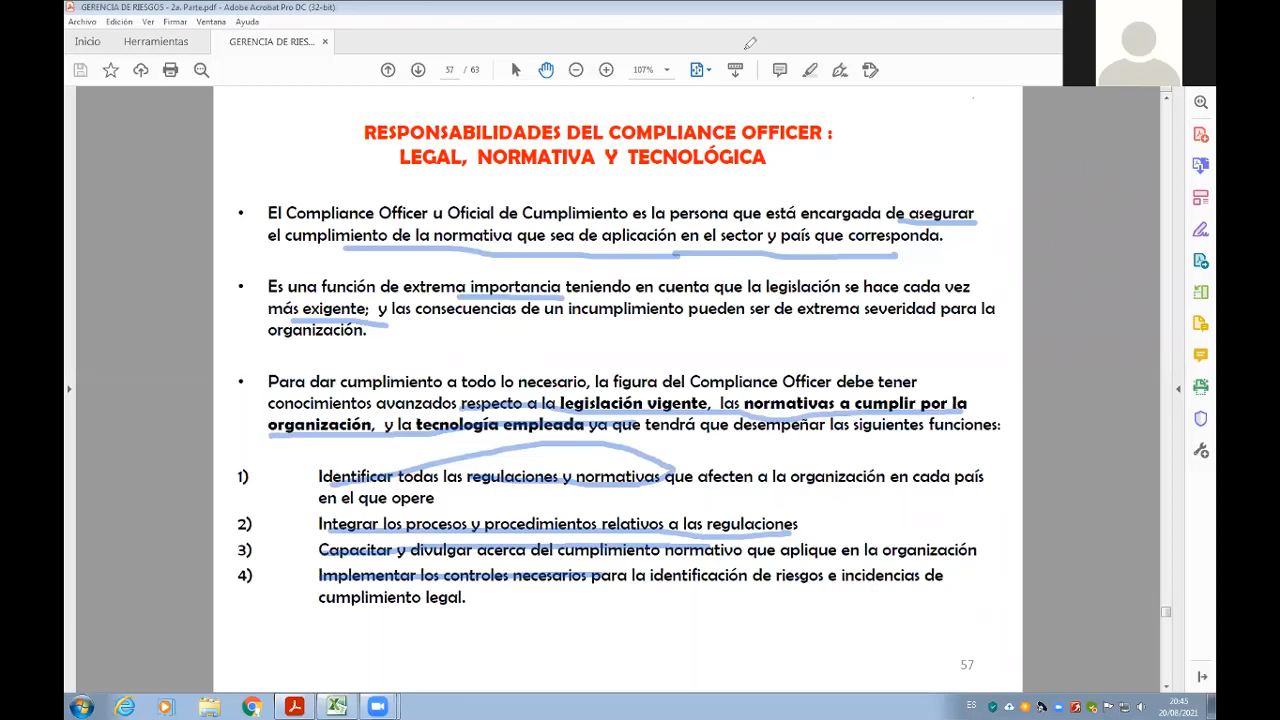 GERENCIA DE RIESGOS - 2a. Parte.pdf - Adobe Acrobat Pro DC (32-bit)
Archivo Edición Ver Firmar Ventana Ayuda
Inicio Herramientas GERENCIA DE RIES... ×
57 / 63 107%
RESPONSABILIDADES DEL COMPLIANCE OFFICER :
LEGAL, NORMATIVA Y TECNOLÓGICA
• El Compliance Officer u Oficial de Cumplimiento es la persona que está encargada de asegurar
el cumplimiento de la normativa que sea de aplicación en el sector y país que corresponda.
• Es una función de extrema importancia teniendo en cuenta que la legislación se hace cada vez
más exigente; y las consecuencias de un incumplimiento pueden ser de extrema severidad para la
organización.
• Para dar cumplimiento a todo lo necesario, la figura del Compliance Officer debe tener
conocimientos avanzados respecto a la legislación vigente, las normativas a cumplir por la
organización, y la tecnología empleada ya que tendrá que desempeñar las siguientes funciones:
1) Identificar todas las regulaciones y normativas que afecten a la organización en cada país
en el que opere
2) Integrar los procesos y procedimientos relativos a las regulaciones
3) Capacitar y divulgar acerca del cumplimiento normativo que aplique en la organización
4) Implementar los controles necesarios para la identificación de riesgos e incidencias de
cumplimiento legal.
57
ES 20:45
20/08/2021